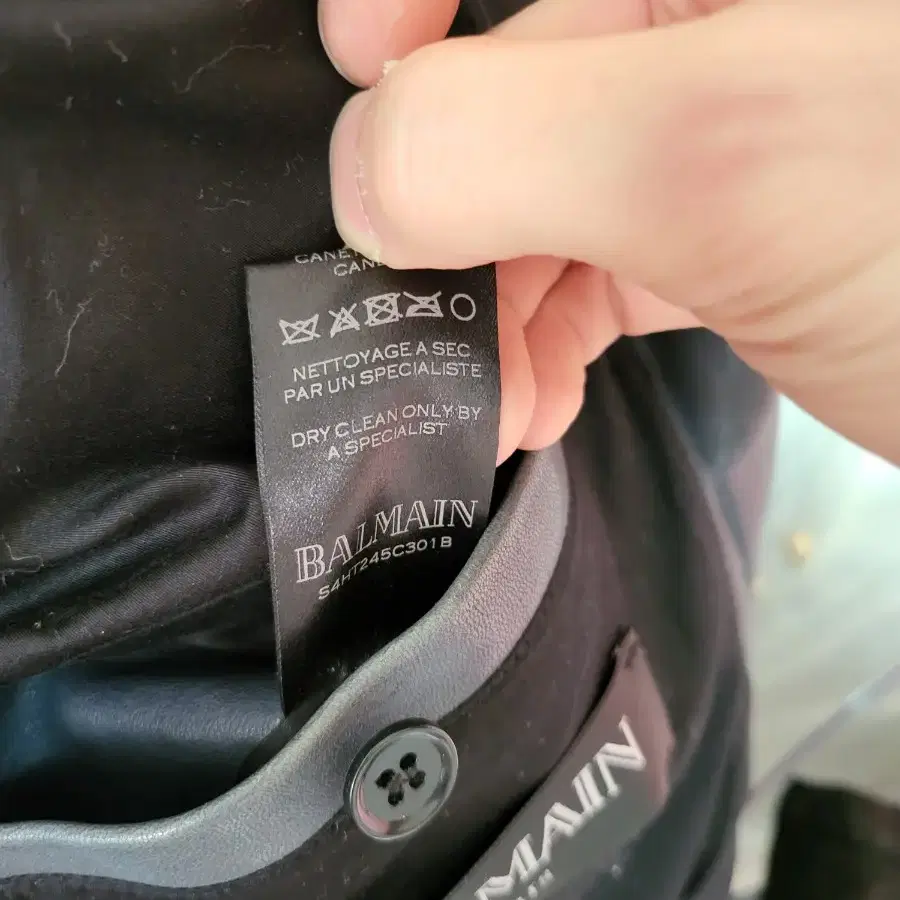 NETTOYAGE A SEC
PAR UN SPECIALISTE
DRY CLEAN ONLY BY
A SPECIALIST
BALMAIN
S4HT245C301B